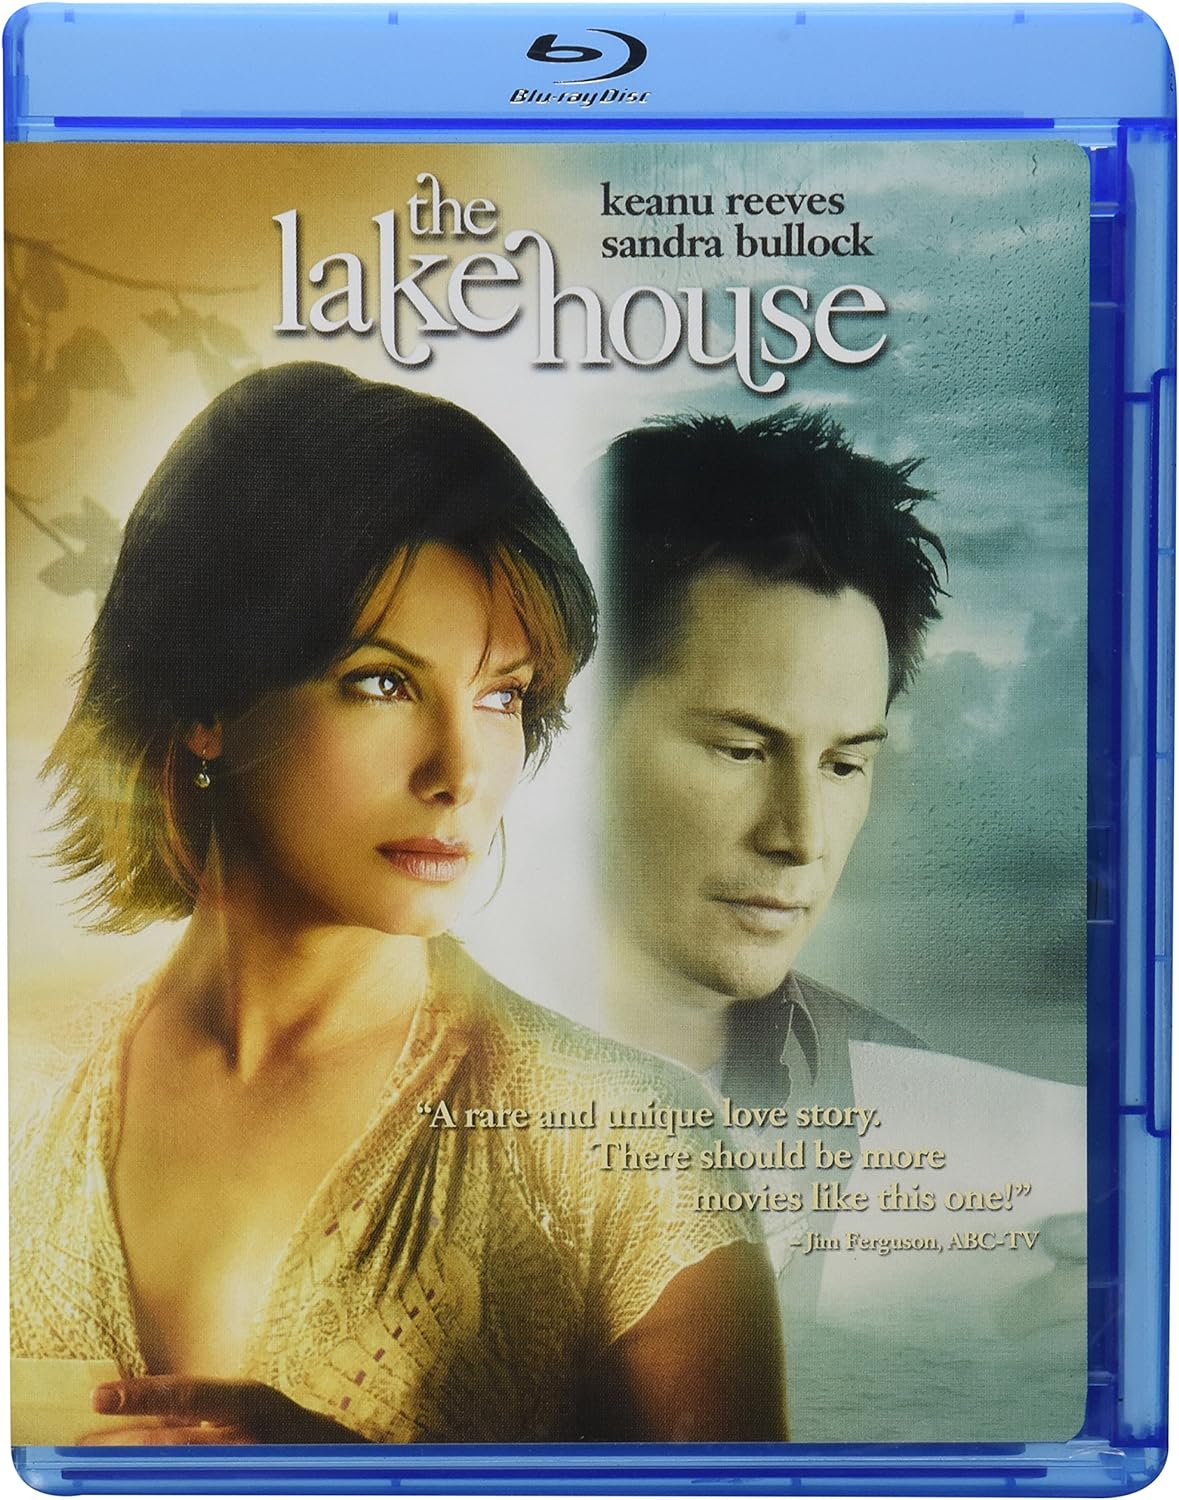 Blu-ray Disc
keanu reeves
sandra bullock
the
lake house
“A rare and unique love story.
There should be more
movies like this one!”
–Jim Ferguson, ABC-TV